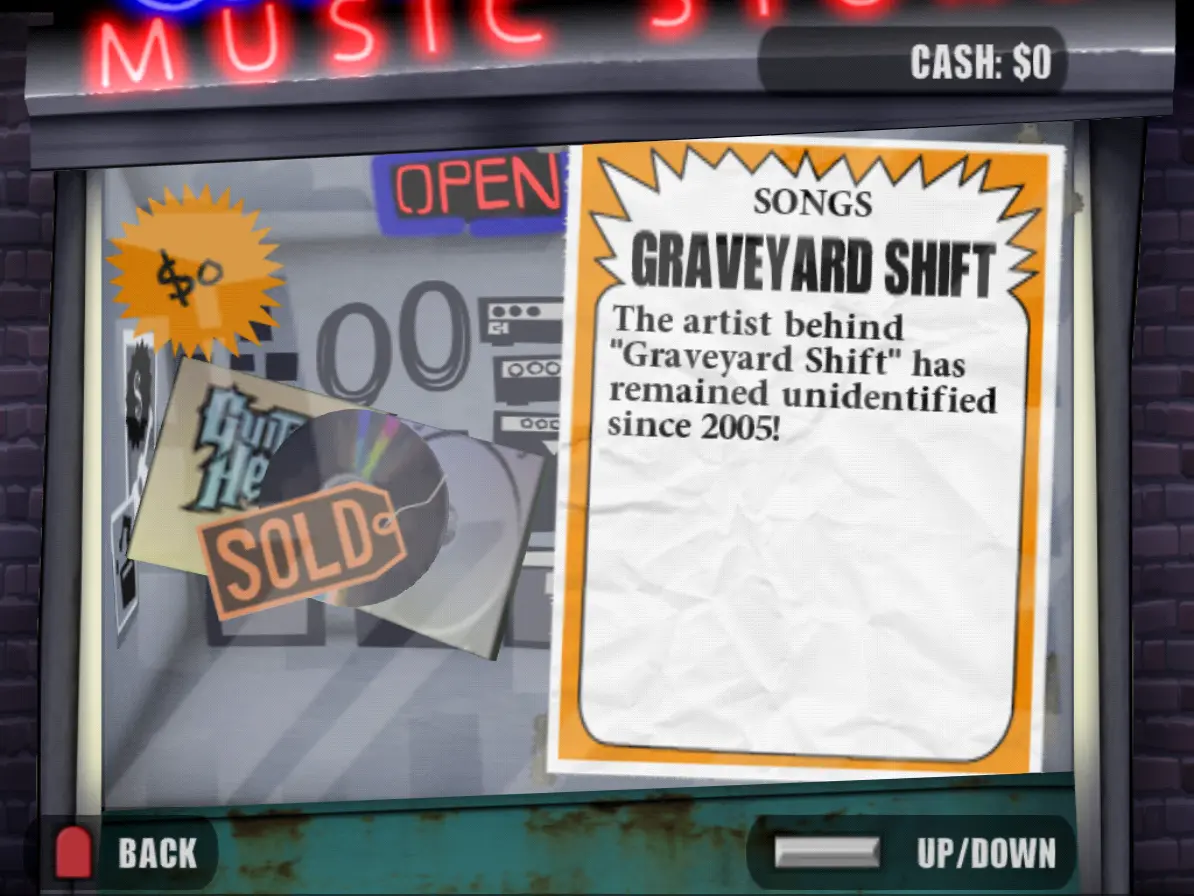 MUSIC
CASH: $0
OPEN
$0
SONGS
GRAVEYARD SHIFT
The artist behind
"Graveyard Shift" has
remained unidentified
since 2005!
SOLD
BACK
UP/DOWN